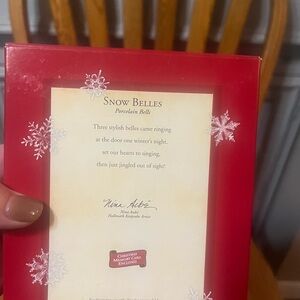 SNOW BELLES
Porcelain Bells
Three stylish belles came ringing
at the door one winter's night,
set our hearts to singing,
then just jingled out of sight!
Nina Aubé
Nina Aubé
Hallmark Keepsake Artist
CHRISTMAS
MEMORY CARD
ENCLOSED